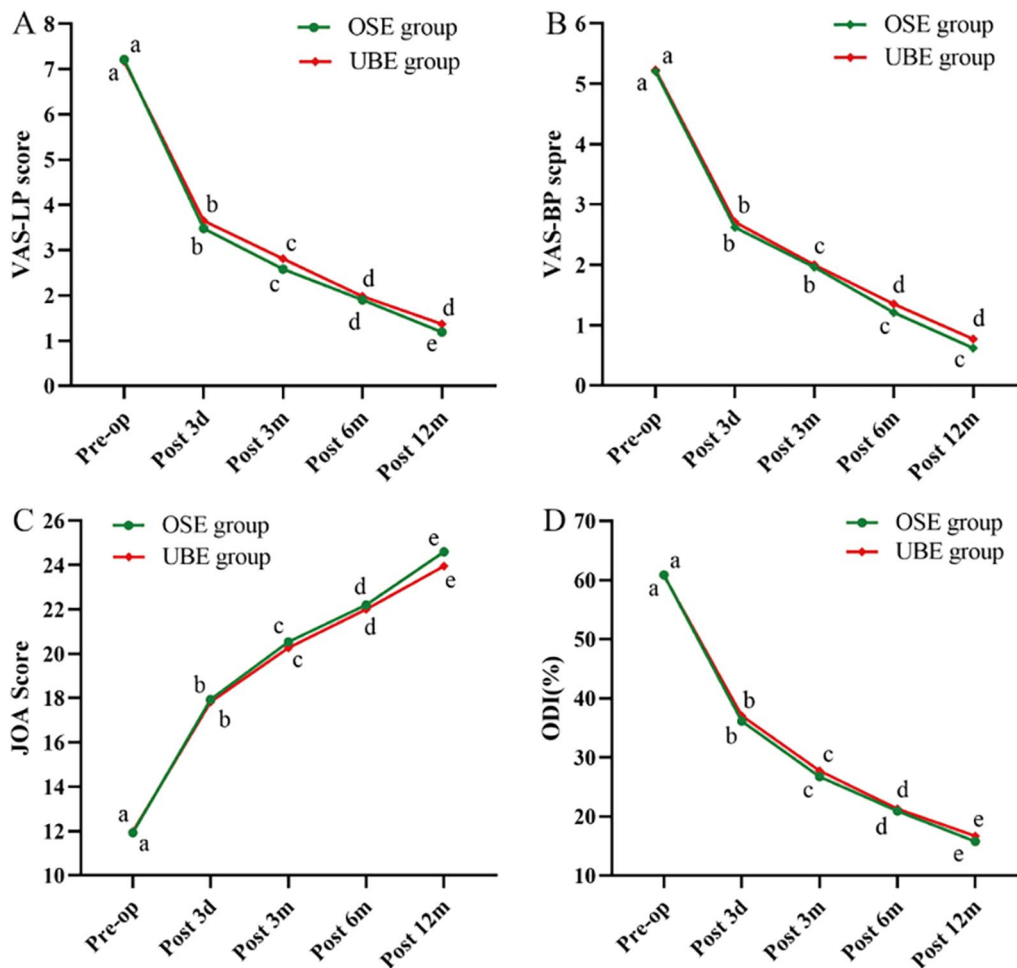 A
OSE group
UBE group
VAS-LP score
8
7
6
5
4
3
2
1
0
a
a
b
b
c
c
d
d
d
e
Pre-op
Post 3d
Post 3m
Post 6m
Post 12m
B
OSE group
UBE group
VAS-BP scpre
6
5
4
3
2
1
0
a
a
b
b
c
b
d
c
d
c
Pre-op
Post 3d
Post 3m
Post 6m
Post 12m
C
OSE group
UBE group
JOA Score
26
24
22
20
18
16
14
12
10
a
a
b
b
c
c
d
d
e
e
Pre-op
Post 3d
Post 3m
Post 6m
Post 12m
D
OSE group
UBE group
ODI(%)
70
60
50
40
30
20
10
a
a
b
b
c
c
d
d
e
e
Pre-op
Post 3d
Post 3m
Post 6m
Post 12m